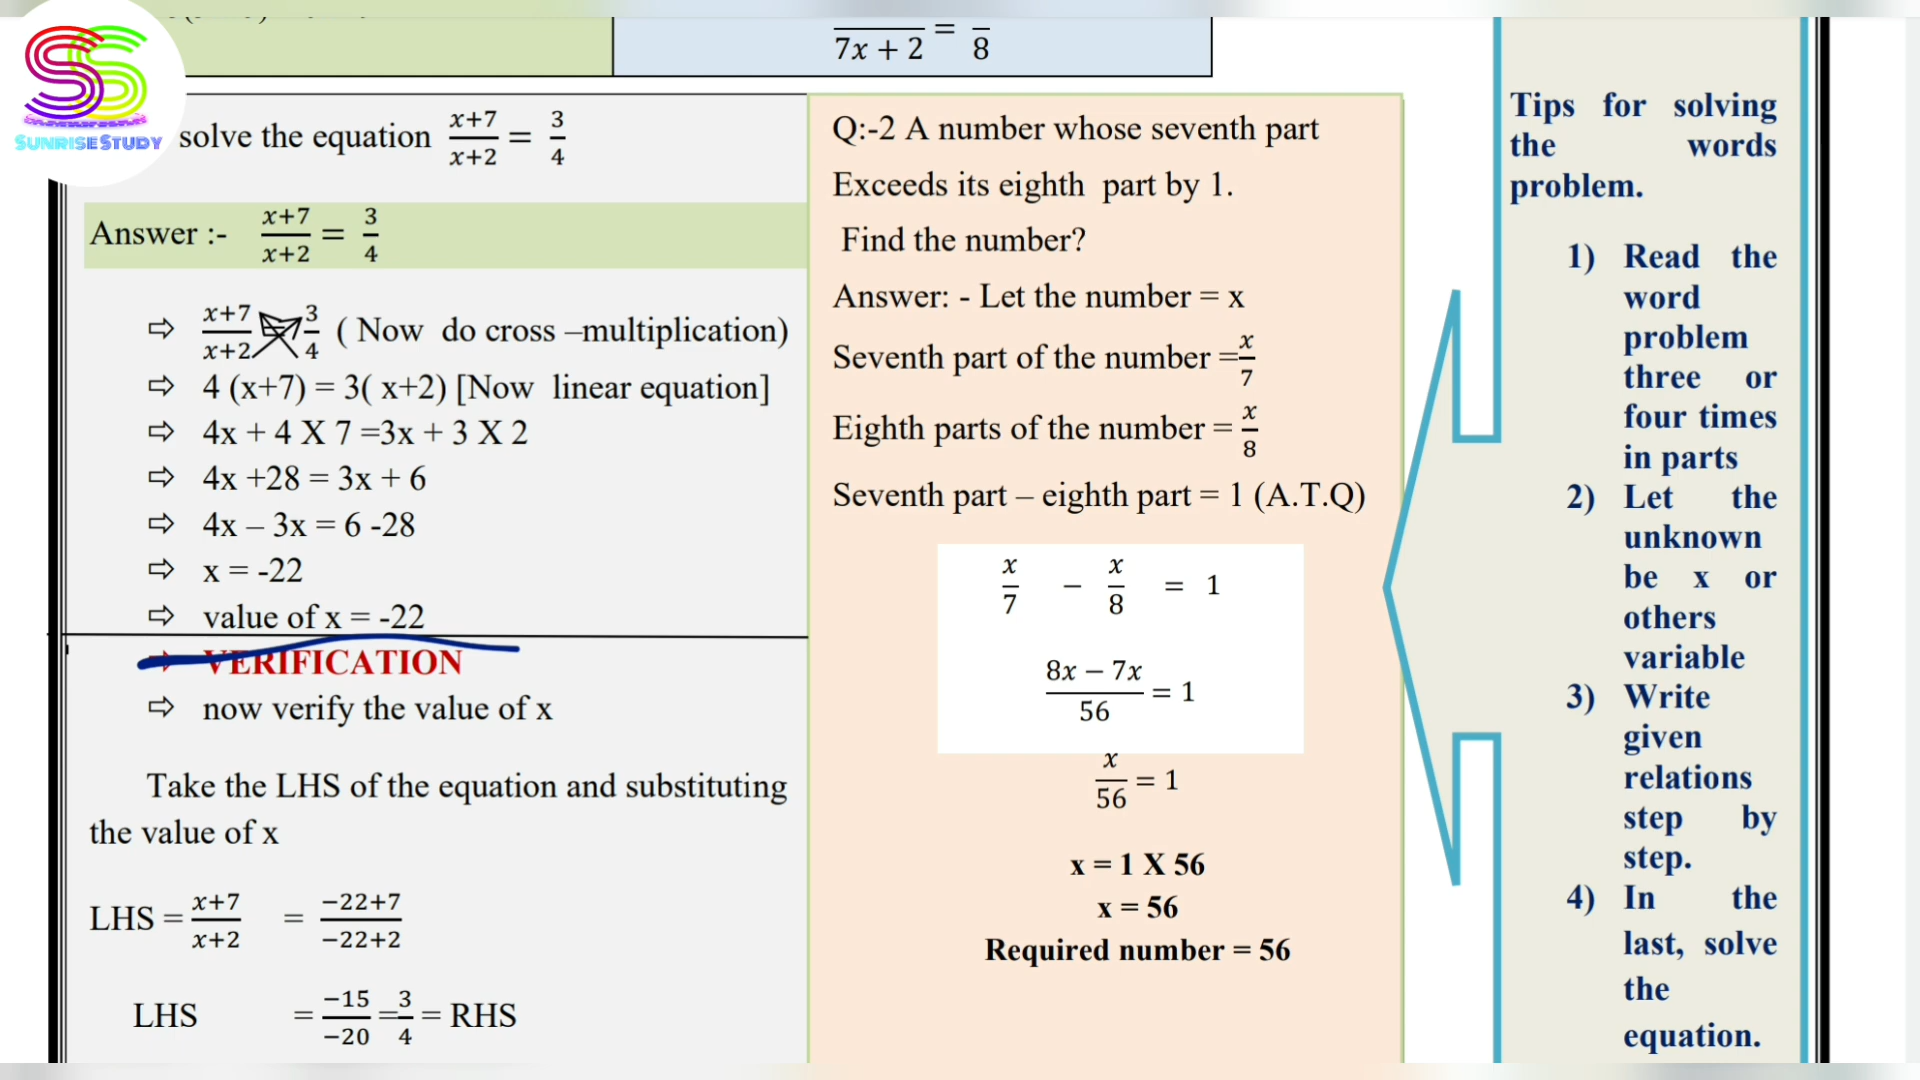 7x + 2 = 8
SUNRISESTUDY
solve the equation x+7/x+2 = 3/4
Answer :- x+7/x+2 = 3/4
⇨ x+7/x+2 = 3/4 ( Now do cross –multiplication)
⇨ 4 (x+7) = 3( x+2) [Now linear equation]
⇨ 4x + 4 X 7 =3x + 3 X 2
⇨ 4x +28 = 3x + 6
⇨ 4x – 3x = 6 -28
⇨ x = -22
⇨ value of x = -22
⇨ VERIFICATION
⇨ now verify the value of x
Take the LHS of the equation and substituting
the value of x
LHS = x+7/x+2 = −22+7/−22+2
LHS = −15/−20 = 3/4 = RHS
Q:-2 A number whose seventh part
Exceeds its eighth part by 1.
Find the number?
Answer: - Let the number = x
Seventh part of the number = x/7
Eighth parts of the number = x/8
Seventh part – eighth part = 1 (A.T.Q)
x/7 − x/8 = 1
8x − 7x/56 = 1
x/56 = 1
x = 1 X 56
x = 56
Required number = 56
Tips for solving
the words
problem.
1) Read the
word
problem
three or
four times
in parts
2) Let the
unknown
be x or
others
variable
3) Write
given
relations
step by
step.
4) In the
last, solve
the
equation.